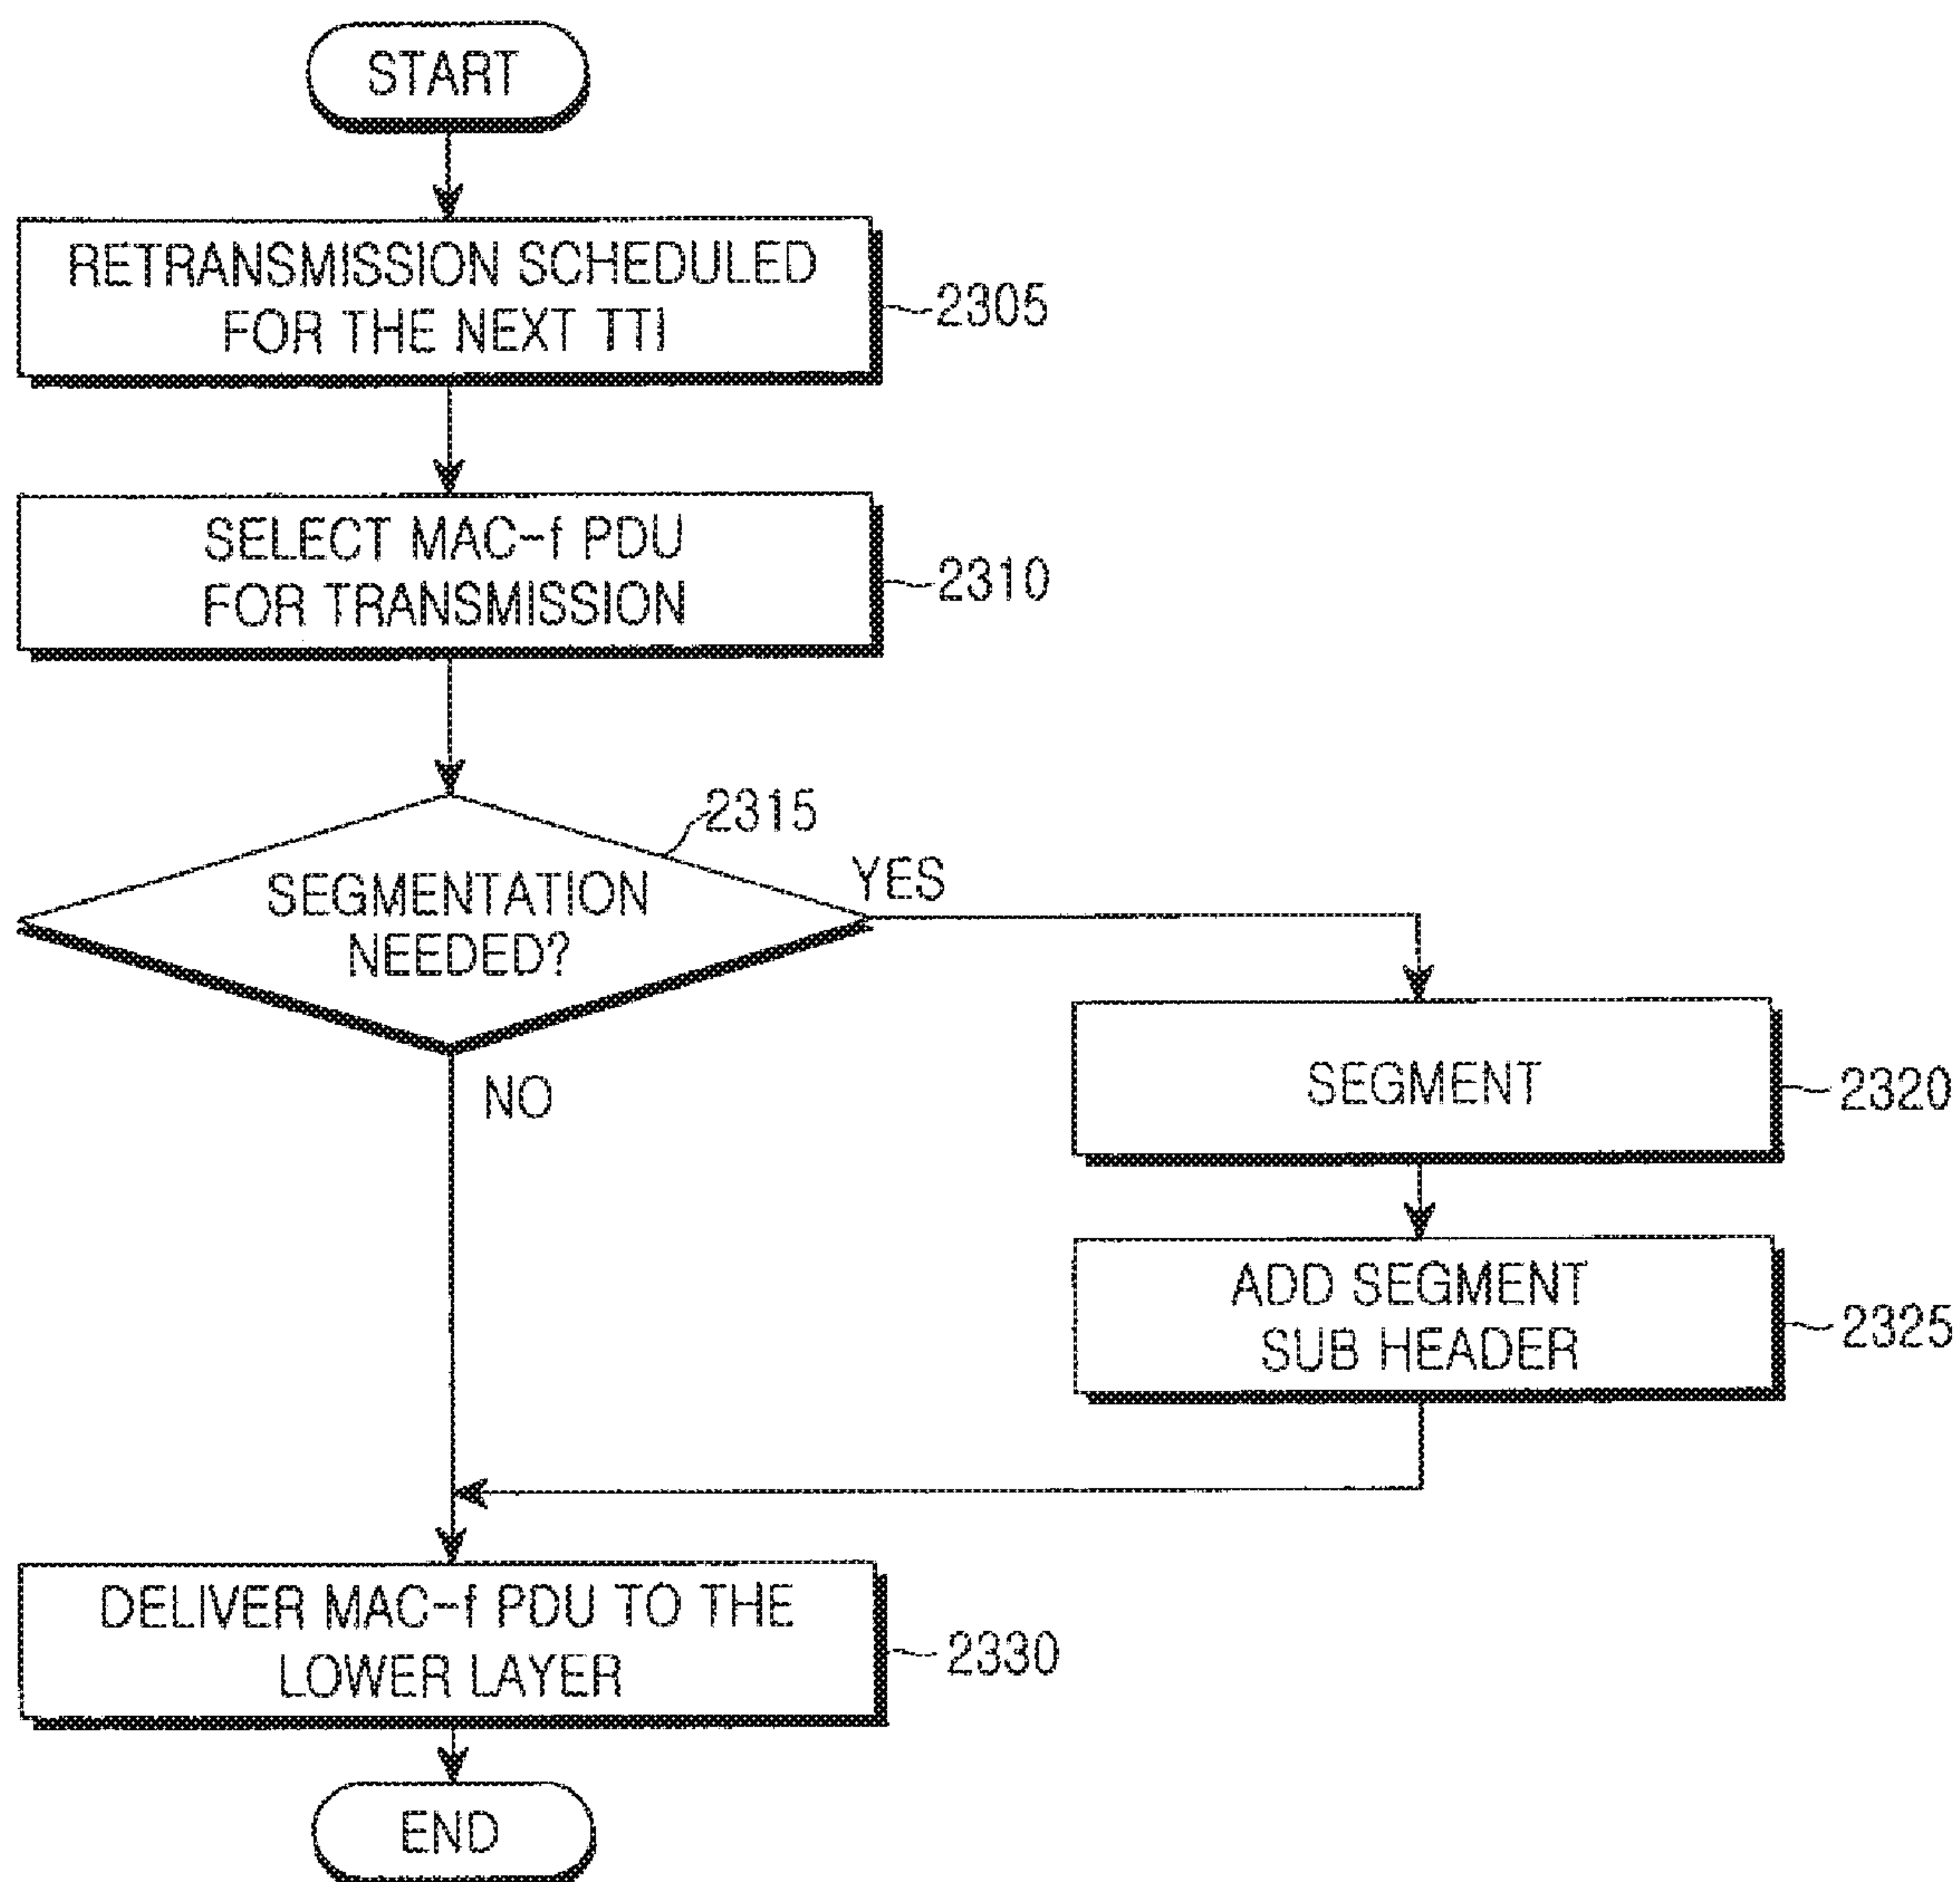 START
RETRANSMISSION SCHEDULED
FOR THE NEXT TTI
2305
SELECT MAC-f PDU
FOR TRANSMISSION
2310
2315
SEGMENTATION
NEEDED?
YES
NO
SEGMENT
2320
ADD SEGMENT
SUB HEADER
2325
DELIVER MAC-f PDU TO THE
LOWER LAYER
2330
END